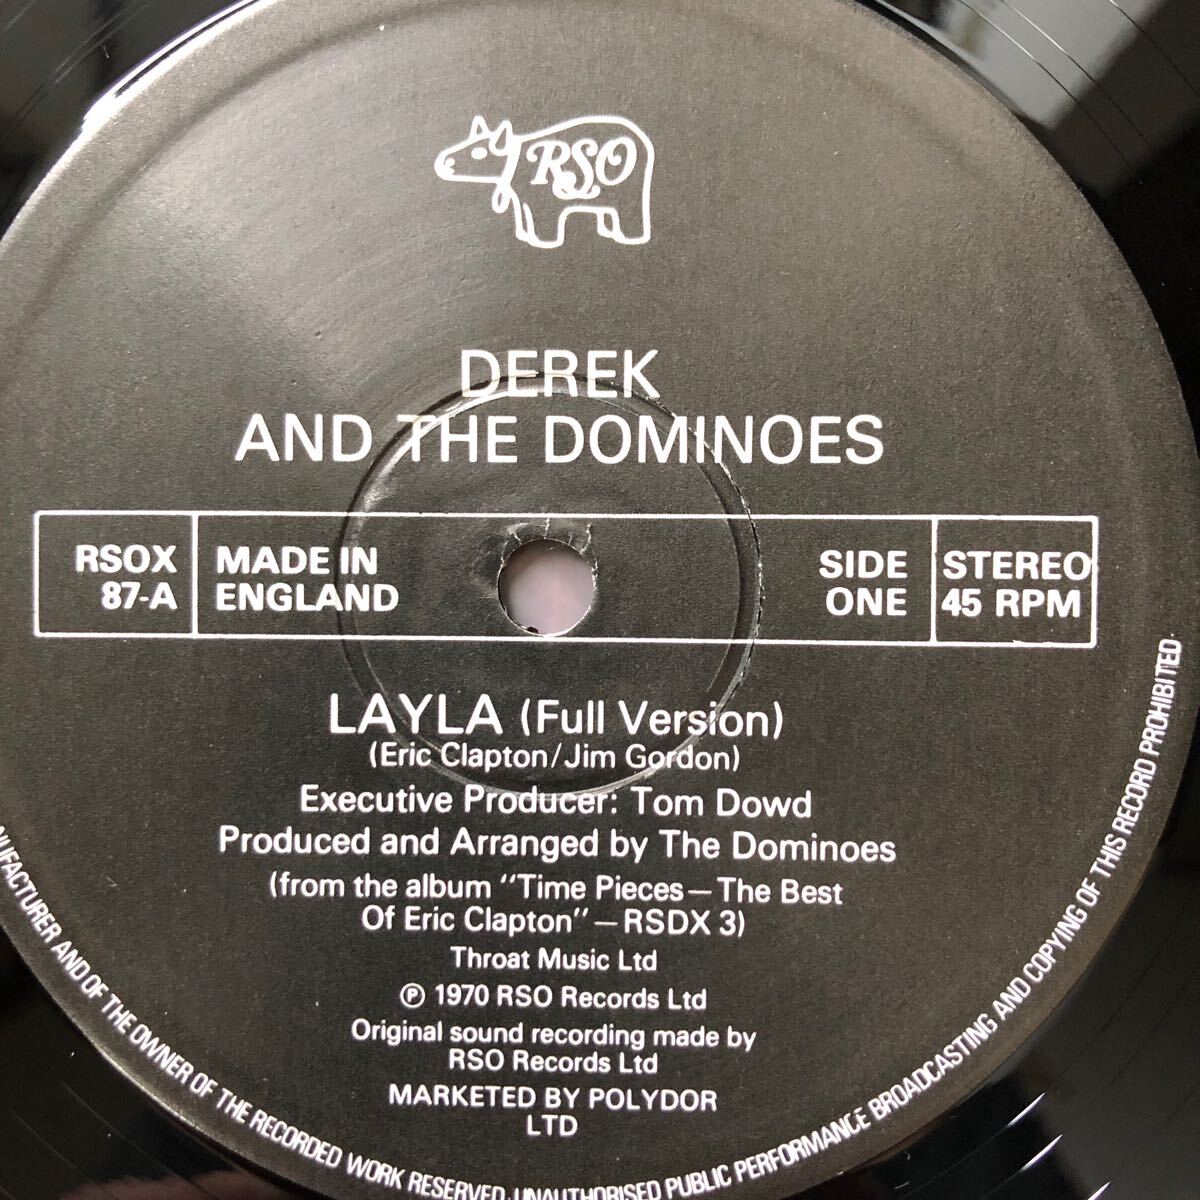 RSO
DEREK
AND THE DOMINOES
RSOX
87-A
MADE IN
ENGLAND
SIDE
ONE
STEREO
45 RPM
LAYLA (Full Version)
(Eric Clapton/Jim Gordon)
Executive Producer: Tom Dowd
Produced and Arranged by The Dominoes
(from the album "Time Pieces—The Best
Of Eric Clapton"—RSDX 3)
Throat Music Ltd
℗ 1970 RSO Records Ltd
Original sound recording made by
RSO Records Ltd
MARKETED BY POLYDOR
LTD
AND OF THE OWNER OF THE RECORDED WORK RESERVED. UNAUTHORISED PUBLIC PERFORMANCE BROADCASTING AND COPYING OF THIS RECORD PROHIBITED.